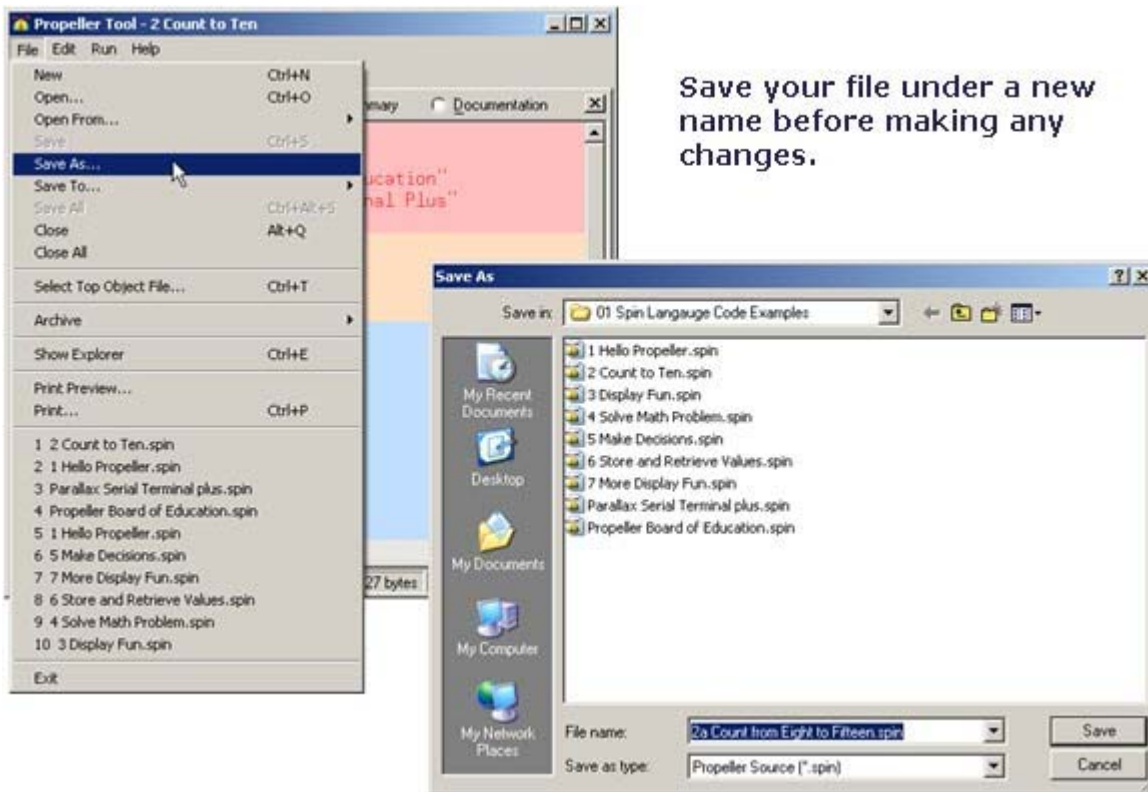 Propeller Tool - 2 Count to Ten
File Edit Run Help
New Ctrl+N
Open... Ctrl+O
Open From...
Save Ctrl+S
Save As...
Save To...
Save All Ctrl+Alt+S
Close Alt+Q
Close All
Select Top Object File... Ctrl+T
Archive
Show Explorer Ctrl+E
Print Preview...
Print... Ctrl+P
1 2 Count to Ten.spin
2 1 Hello Propeller.spin
3 Parallax Serial Terminal plus.spin
4 Propeller Board of Education.spin
5 1 Hello Propeller.spin
6 5 Make Decisions.spin
7 7 More Display Fun.spin
8 6 Store and Retrieve Values.spin
9 4 Solve Math Problem.spin
10 3 Display Fun.spin
Exit
mmary Documentation
ucation"
nal Plus"
27 bytes
Save your file under a new
name before making any
changes.
Save As
Save in: 01 Spin Langauge Code Examples
My Recent
Documents
Desktop
My Documents
My Computer
My Network
Places
1 Hello Propeller.spin
2 Count to Ten.spin
3 Display Fun.spin
4 Solve Math Problem.spin
5 Make Decisions.spin
6 Store and Retrieve Values.spin
7 More Display Fun.spin
Parallax Serial Terminal plus.spin
Propeller Board of Education.spin
File name: 2a Count from Eight to Fifteen.spin Save
Save as type: Propeller Source (*.spin) Cancel